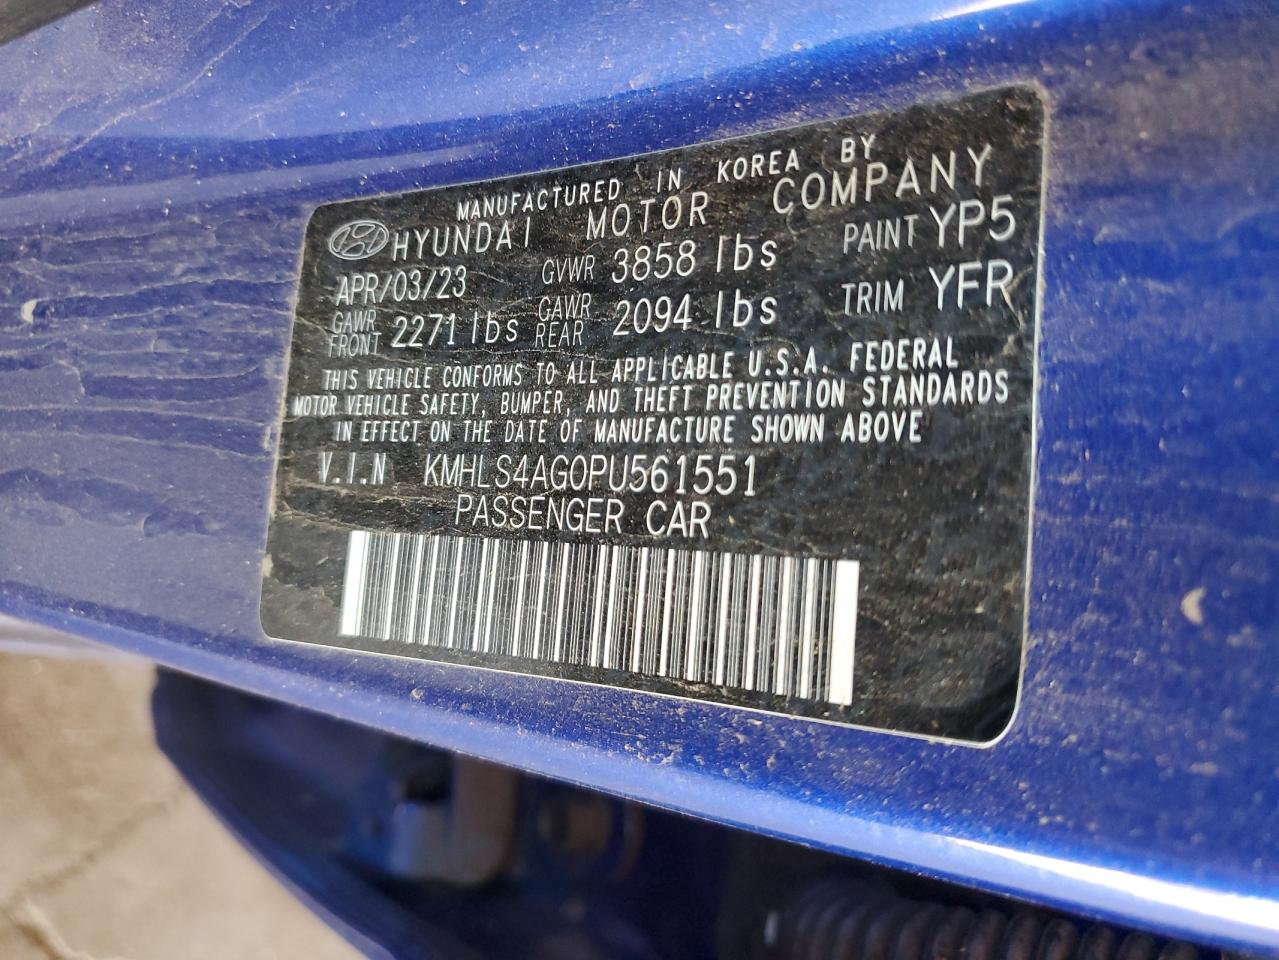 MANUFACTURED IN KOREA BY
HYUNDAI MOTOR COMPANY
APR/03/23 GVWR 3858 lbs PAINT YP5
GAWR FRONT 2271 lbs GAWR REAR 2094 lbs TRIM YFR
THIS VEHICLE CONFORMS TO ALL APPLICABLE U.S.A. FEDERAL
MOTOR VEHICLE SAFETY, BUMPER, AND THEFT PREVENTION STANDARDS
IN EFFECT ON THE DATE OF MANUFACTURE SHOWN ABOVE
V.I.N KMHLS4AG0PU561551
PASSENGER CAR